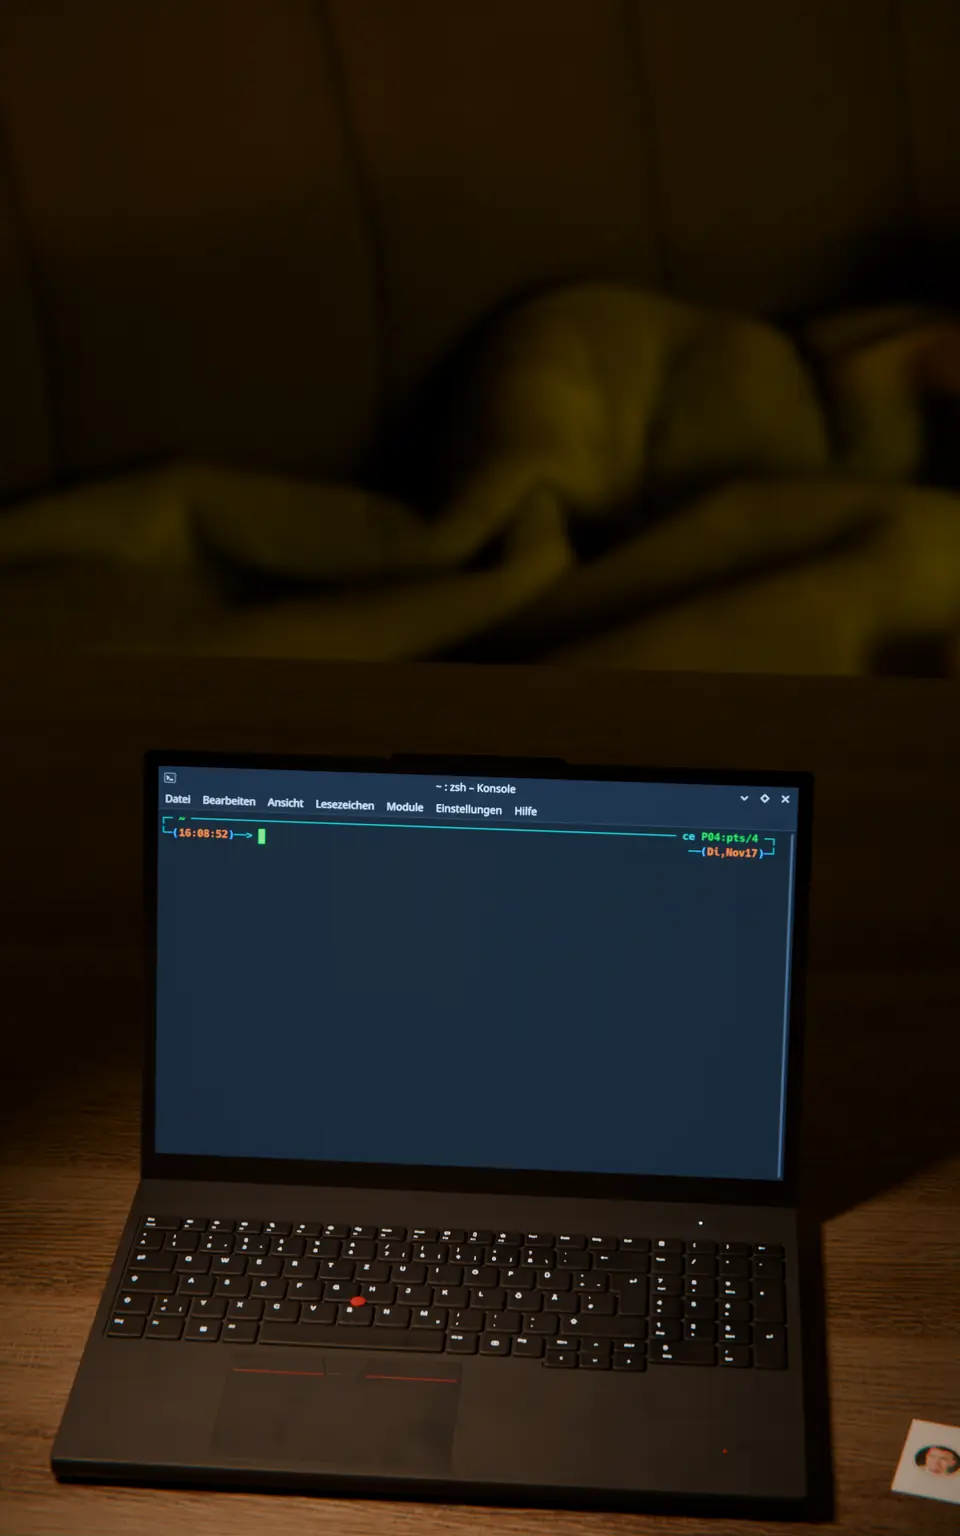 ~ : zsh – Konsole
Datei Bearbeiten Ansicht Lesezeichen Module Einstellungen Hilfe
~ ce P04:pts/4
(16:08:52)—> —(Di,Nov17)—
Q W E R T Z U I O P Ü
A S D F G H J K L Ö Ä
Y X C V B N M